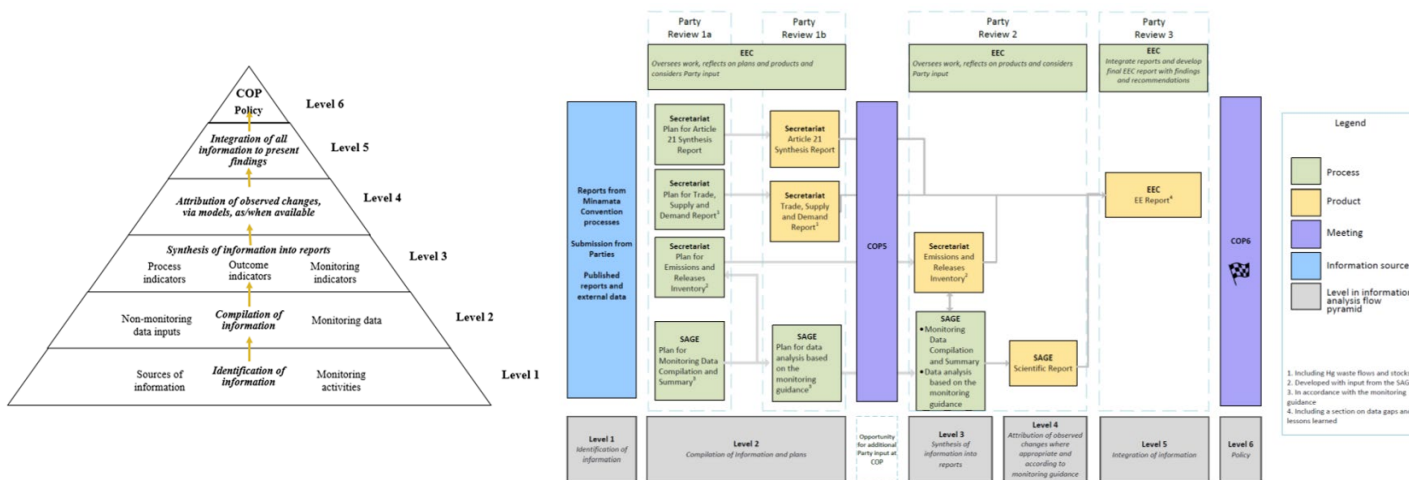 COP
Policy
Level 6
Integration of all
information to present
findings
Level 5
Attribution of observed changes,
via models, as/when available
Level 4
Synthesis of information into reports
Process
indicators
Outcome
indicators
Monitoring
indicators
Level 3
Non-monitoring
data inputs
Compilation of
information
Monitoring data
Level 2
Sources of
information
Identification of
information
Monitoring
activities
Level 1
Party
Review 1a
Party
Review 1b
Party
Review 2
Party
Review 3
EEC
Oversees work, reflects on plans and products and
considers Party input
EEC
Oversees work, reflects on products and considers
Party input
EEC
Integrate reports and develop
final EEC report with findings
and recommendations
Reports from
Minamata
Convention
processes
Submission from
Parties
Published
reports and
external data
Secretariat
Plan for Article
21 Synthesis
Report
Secretariat
Article 21
Synthesis Report
Secretariat
Plan for Trade,
Supply and
Demand Report1
Secretariat
Trade, Supply
and Demand
Report1
Secretariat
Plan for
Emissions and
Releases
Inventory2
SAGE
Plan for
Monitoring Data
Compilation and
Summary3
SAGE
Plan for data
analysis based
on the
monitoring
guidance3
COP5
Secretariat
Emissions and
Releases
Inventory2
SAGE
•Monitoring
Data
Compilation
and Summary
•Data analysis
based on the
monitoring
guidance
SAGE
Scientific Report
EEC
EE Report4
COP6
Level 1
Identification of
information
Level 2
Compilation of Information and plans
Opportunity
for additional
Party input at
COP
Level 3
Synthesis of
information into
reports
Level 4
Attribution of observed
changes where
appropriate and
according to
monitoring guidance
Level 5
Integration of information
Level 6
Policy
Legend
Process
Product
Meeting
Information source
Level in information
analysis flow
pyramid
1. Including Hg waste flows and stocks
2. Developed with input from the SAG
3. In accordance with the monitoring
guidance
4. Including a section on data gaps and
lessons learned